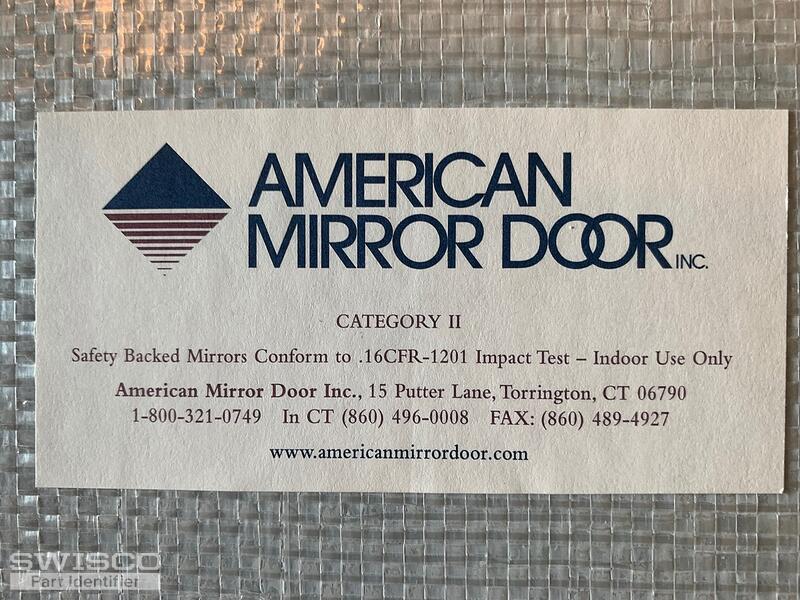 AMERICAN
MIRROR DOOR INC.
CATEGORY II
Safety Backed Mirrors Conform to .16CFR-1201 Impact Test – Indoor Use Only
American Mirror Door Inc., 15 Putter Lane, Torrington, CT 06790
1-800-321-0749 In CT (860) 496-0008 FAX: (860) 489-4927
www.americanmirrordoor.com
SWISCO
Part Identifier